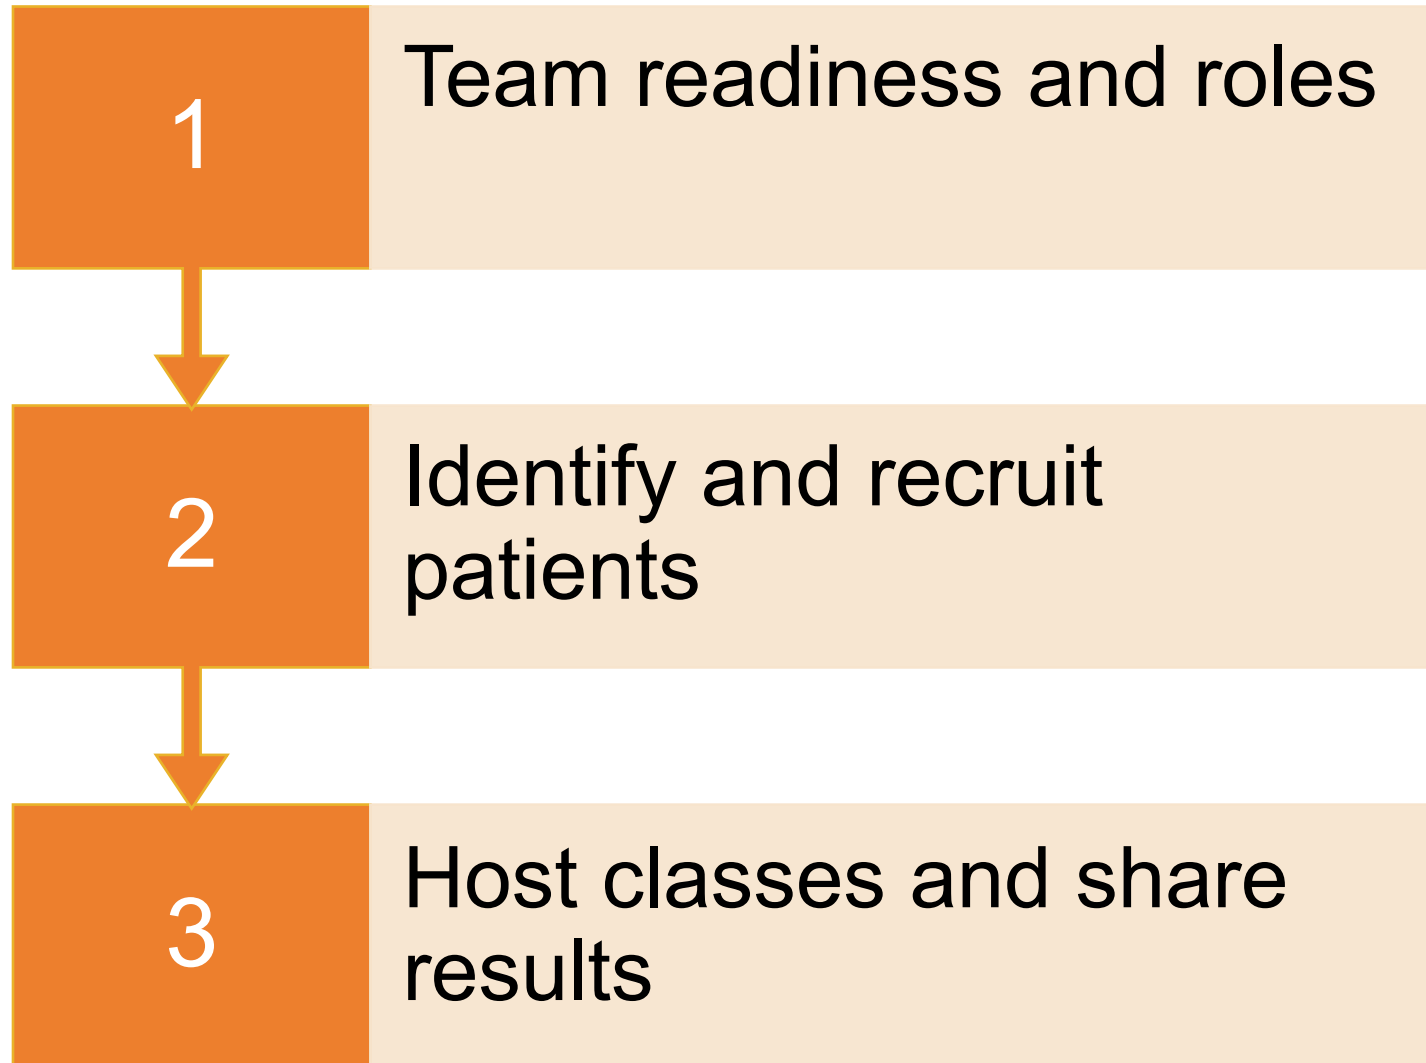 1
Team readiness and roles
2
Identify and recruit
patients
3
Host classes and share
results